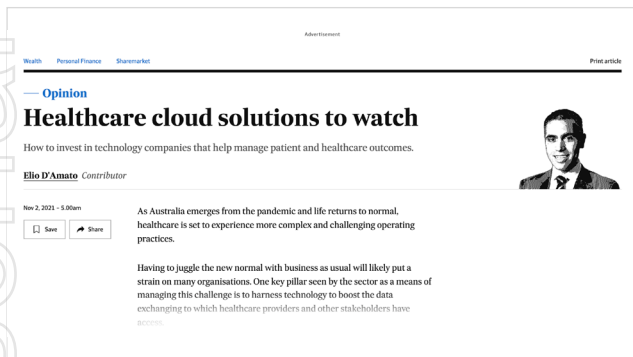 Advertisement
Wealth Personal Finance Sharemarket Print article
Opinion
Healthcare cloud solutions to watch
How to invest in technology companies that help manage patient and healthcare outcomes.
Elio D'Amato Contributor
Nov 2, 2021 – 5.00am
Save Share
As Australia emerges from the pandemic and life returns to normal,
healthcare is set to experience more complex and challenging operating
practices.
Having to juggle the new normal with business as usual will likely put a
strain on many organisations. One key pillar seen by the sector as a means of
managing this challenge is to harness technology to boost the data
exchanging to which healthcare providers and other stakeholders have
access.